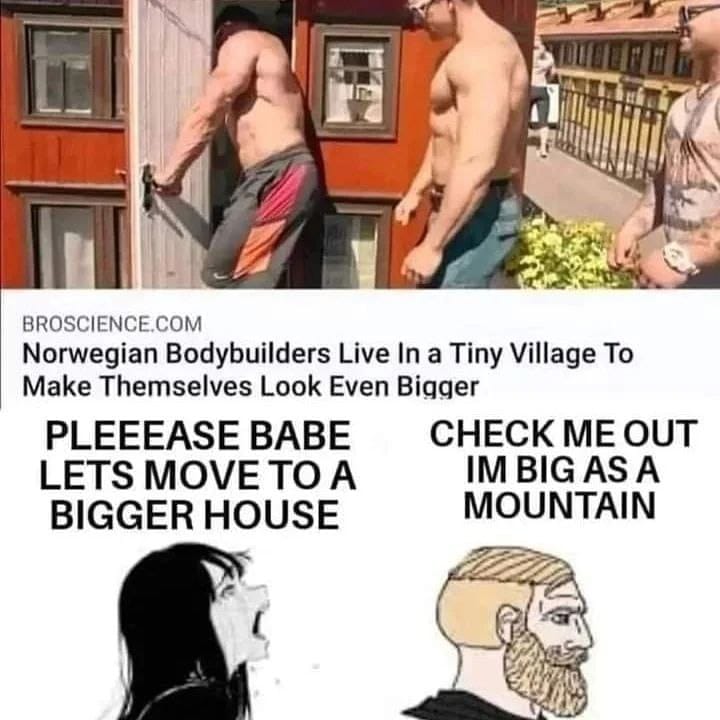 BROSCIENCE.COM
Norwegian Bodybuilders Live In a Tiny Village To
Make Themselves Look Even Bigger
PLEEEASE BABE
LETS MOVE TO A
BIGGER HOUSE
CHECK ME OUT
IM BIG AS A
MOUNTAIN